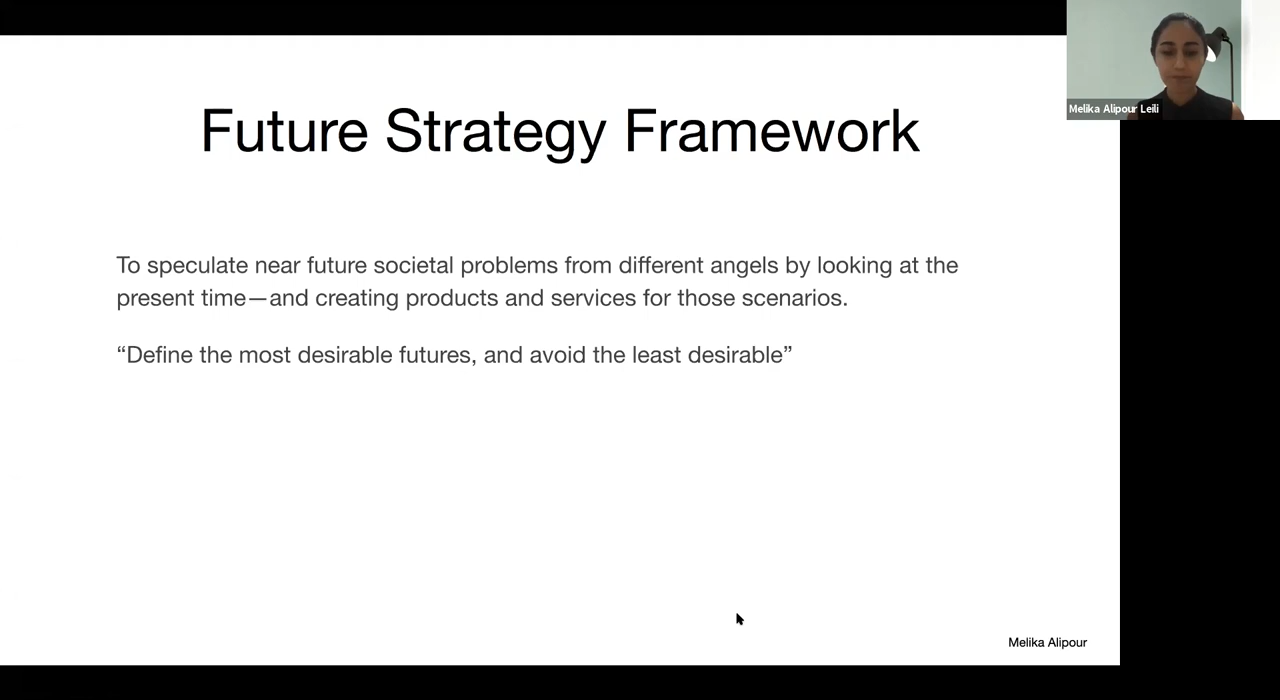 Melika Alipour Leili
Future Strategy Framework
To speculate near future societal problems from different angels by looking at the
present time—and creating products and services for those scenarios.
“Define the most desirable futures, and avoid the least desirable”
Melika Alipour